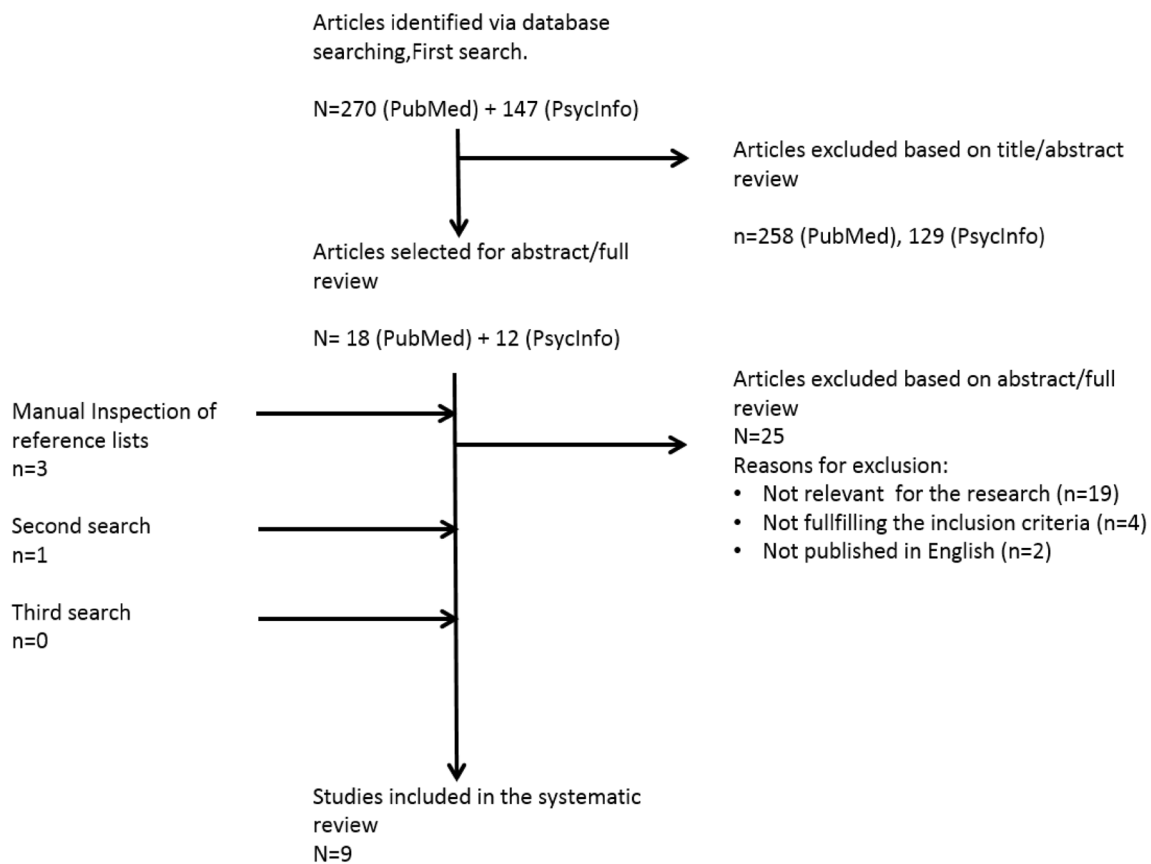 Articles identified via database
searching,First search.
N=270 (PubMed) + 147 (PsycInfo)
Articles excluded based on title/abstract
review
n=258 (PubMed), 129 (PsycInfo)
Articles selected for abstract/full
review
N= 18 (PubMed) + 12 (PsycInfo)
Manual Inspection of
reference lists
n=3
Articles excluded based on abstract/full
review
N=25
Reasons for exclusion:
• Not relevant for the research (n=19)
• Not fullfilling the inclusion criteria (n=4)
• Not published in English (n=2)
Second search
n=1
Third search
n=0
Studies included in the systematic
review
N=9